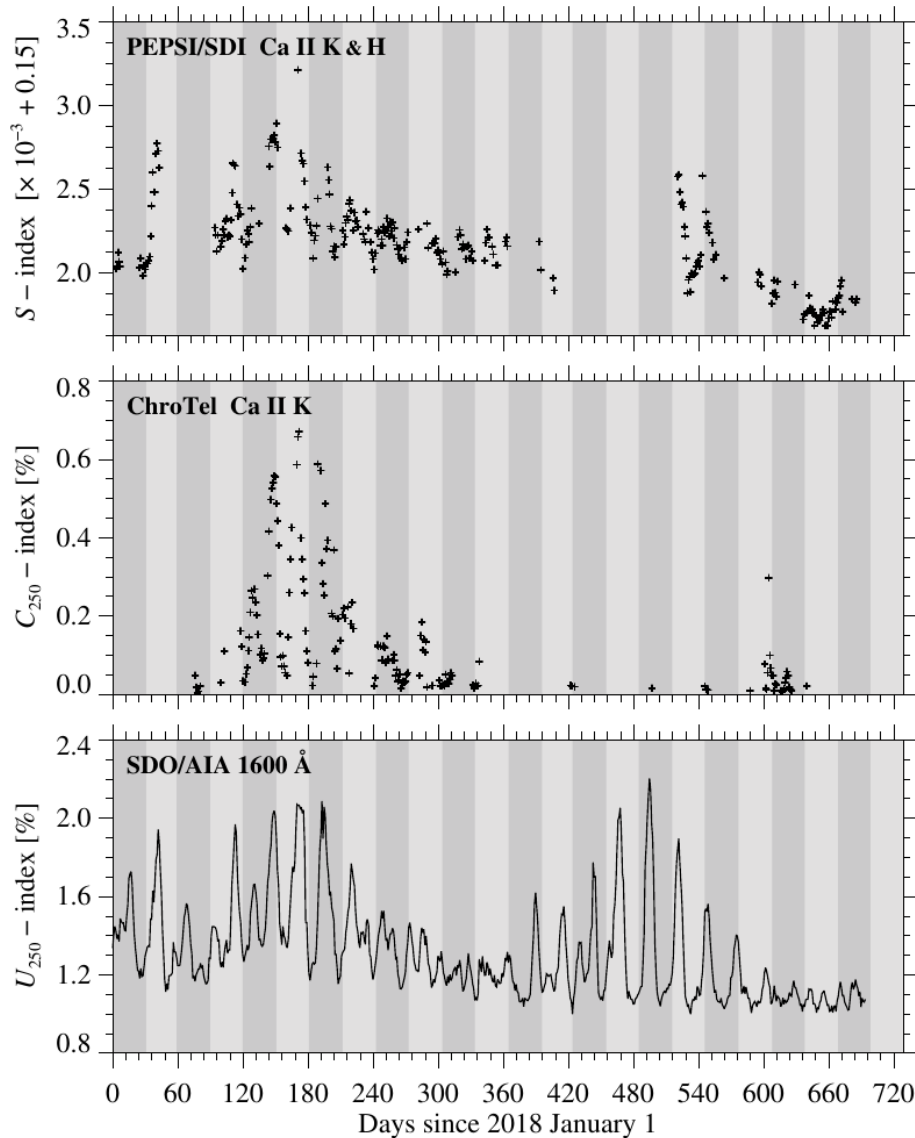 PEPSI/SDI Ca II K & H
S − index [× 10⁻³ + 0.15]
3.5
3.0
2.5
2.0
ChroTel Ca II K
C₂₅₀ − index [%]
0.8
0.6
0.4
0.2
0.0
SDO/AIA 1600 Å
U₂₅₀ − index [%]
2.4
2.0
1.6
1.2
0.8
0 60 120 180 240 300 360 420 480 540 600 660 720
Days since 2018 January 1